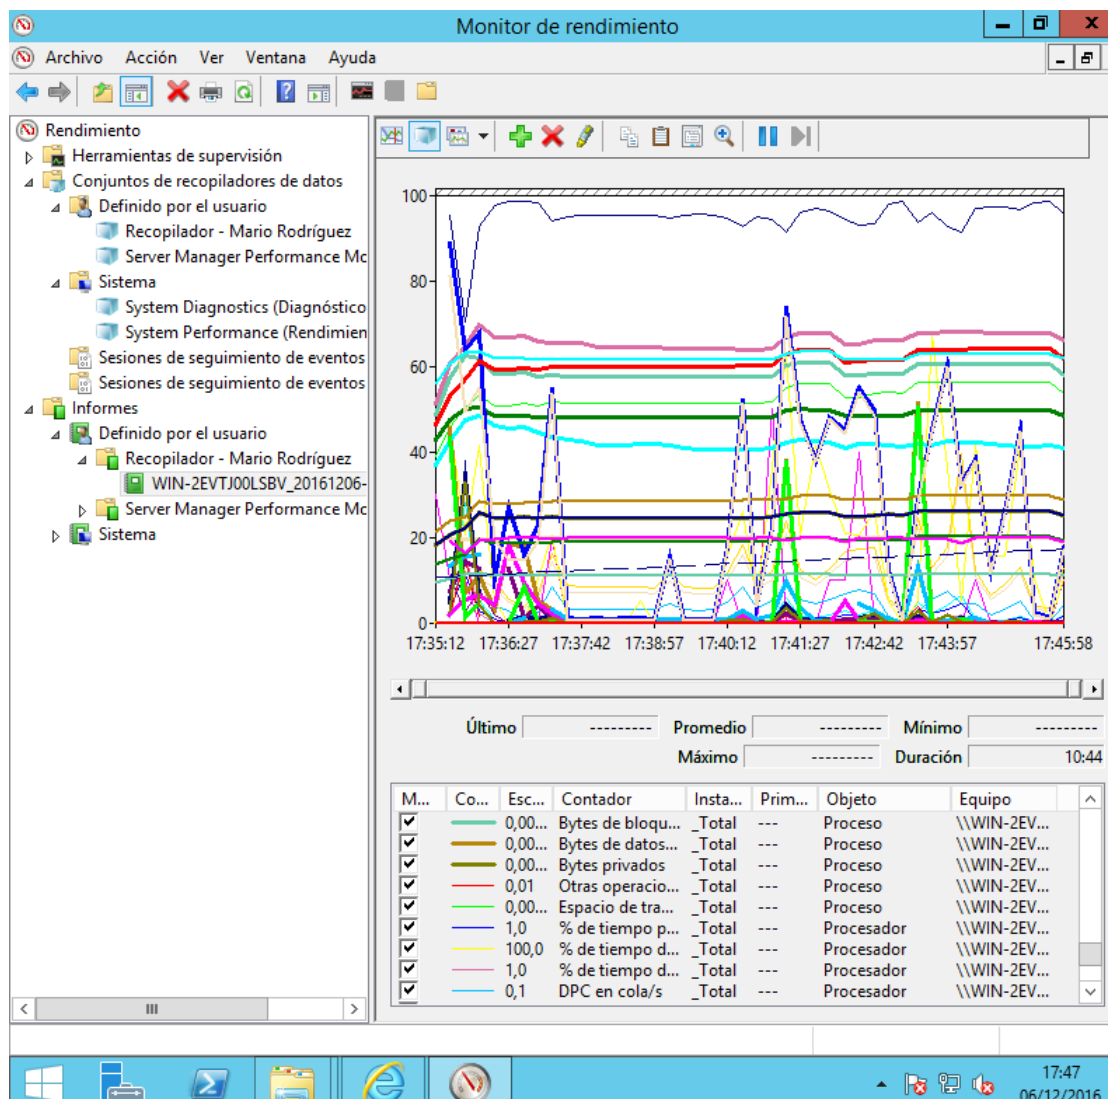 Monitor de rendimiento
Archivo Acción Ver Ventana Ayuda
Rendimiento
Herramientas de supervisión
Conjuntos de recopiladores de datos
Definido por el usuario
Recopilador - Mario Rodríguez
Server Manager Performance Mc
Sistema
System Diagnostics (Diagnóstico
System Performance (Rendimien
Sesiones de seguimiento de eventos
Sesiones de seguimiento de eventos
Informes
Definido por el usuario
Recopilador - Mario Rodríguez
WIN-2EVTJ00LSBV_20161206-
Server Manager Performance Mc
Sistema
100
80
60
40
20
0
17:35:12 17:36:27 17:37:42 17:38:57 17:40:12 17:41:27 17:42:42 17:43:57 17:45:58
Último --------- Promedio --------- Mínimo ---------
Máximo --------- Duración 10:44
M... Co... Esc... Contador Insta... Prim... Objeto Equipo
0,00... Bytes de bloqu... _Total --- Proceso \\WIN-2EV...
0,00... Bytes de datos... _Total --- Proceso \\WIN-2EV...
0,00... Bytes privados _Total --- Proceso \\WIN-2EV...
0,01 Otras operacio... _Total --- Proceso \\WIN-2EV...
0,00... Espacio de tra... _Total --- Proceso \\WIN-2EV...
1,0 % de tiempo p... _Total --- Procesador \\WIN-2EV...
100,0 % de tiempo d... _Total --- Procesador \\WIN-2EV...
1,0 % de tiempo d... _Total --- Procesador \\WIN-2EV...
0,1 DPC en cola/s _Total --- Procesador \\WIN-2EV...
17:47
06/12/2016